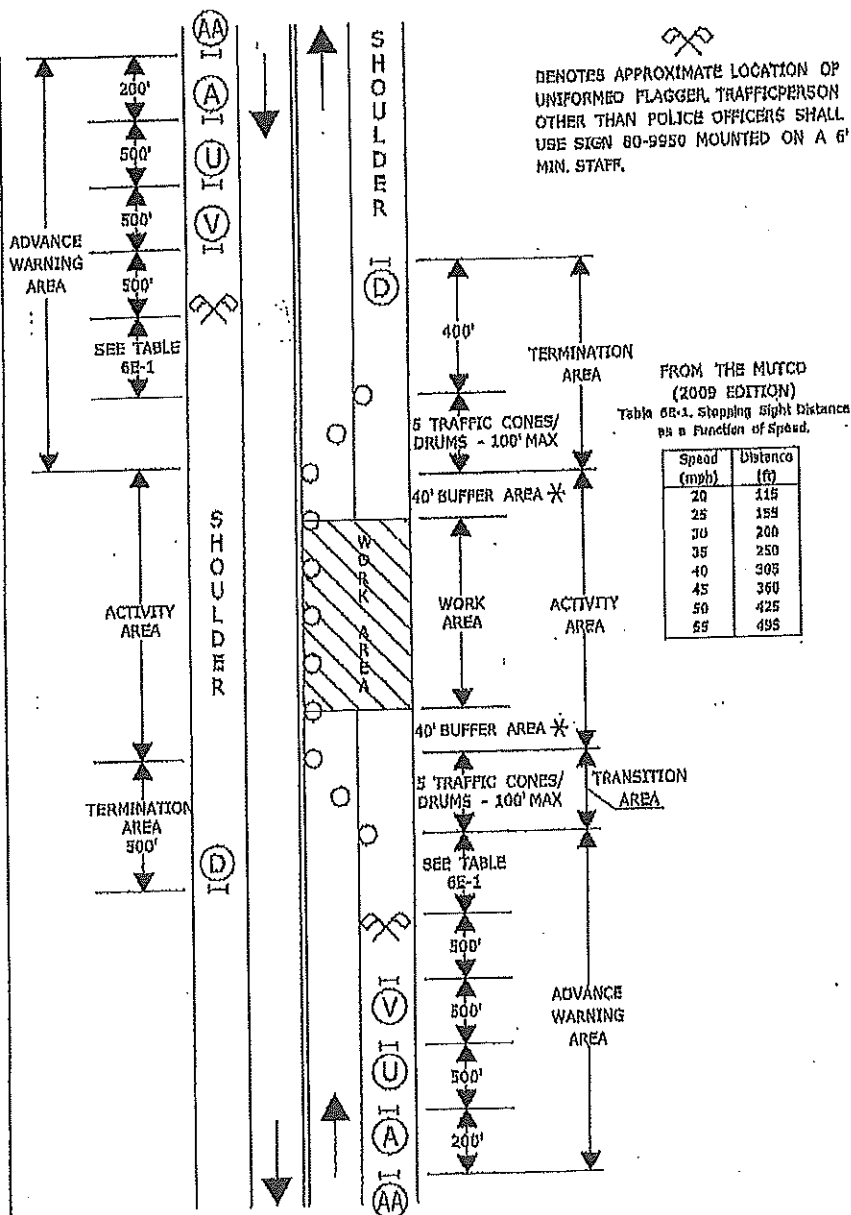 AA
A
U
V
200'
500'
500'
500'
SEE TABLE
6E-1
ADVANCE
WARNING
AREA
SHOULDER
D
DENOTES APPROXIMATE LOCATION OF
UNIFORMED FLAGGER. TRAFFICPERSON
OTHER THAN POLICE OFFICERS SHALL
USE SIGN 80-9950 MOUNTED ON A 6'
MIN. STAFF.
400'
TERMINATION
AREA
5 TRAFFIC CONES/
DRUMS - 100' MAX
40' BUFFER AREA *
FROM THE MUTCD
(2009 EDITION)
Table 6E-1. Stopping Sight Distance
as a Function of Speed.
Speed Distance
(mph) (ft)
20 115
25 155
30 200
35 250
40 305
45 360
50 425
55 495
SHOULDER
ACTIVITY
AREA
WORK AREA
WORK
AREA
ACTIVITY
AREA
40' BUFFER AREA *
5 TRAFFIC CONES/
DRUMS - 100' MAX
TRANSITION
AREA
TERMINATION
AREA
500'
D
SEE TABLE
6E-1
500'
500'
500'
200'
ADVANCE
WARNING
AREA
V
U
A
AA